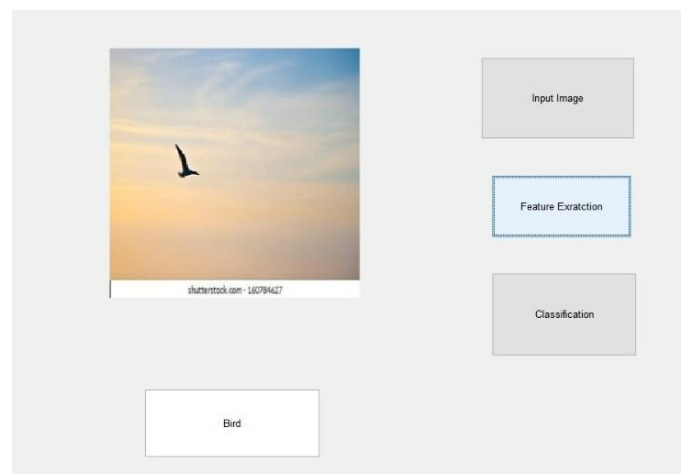 Input Image
Feature Exratction
shutterstock.com · 160784627
Classification
Bird